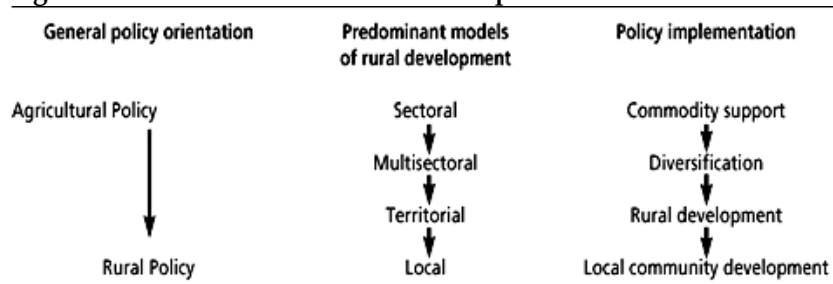 General policy orientation
Predominant models
of rural development
Policy implementation
Agricultural Policy
Sectoral
Commodity support
Multisectoral
Diversification
Territorial
Rural development
Rural Policy
Local
Local community development